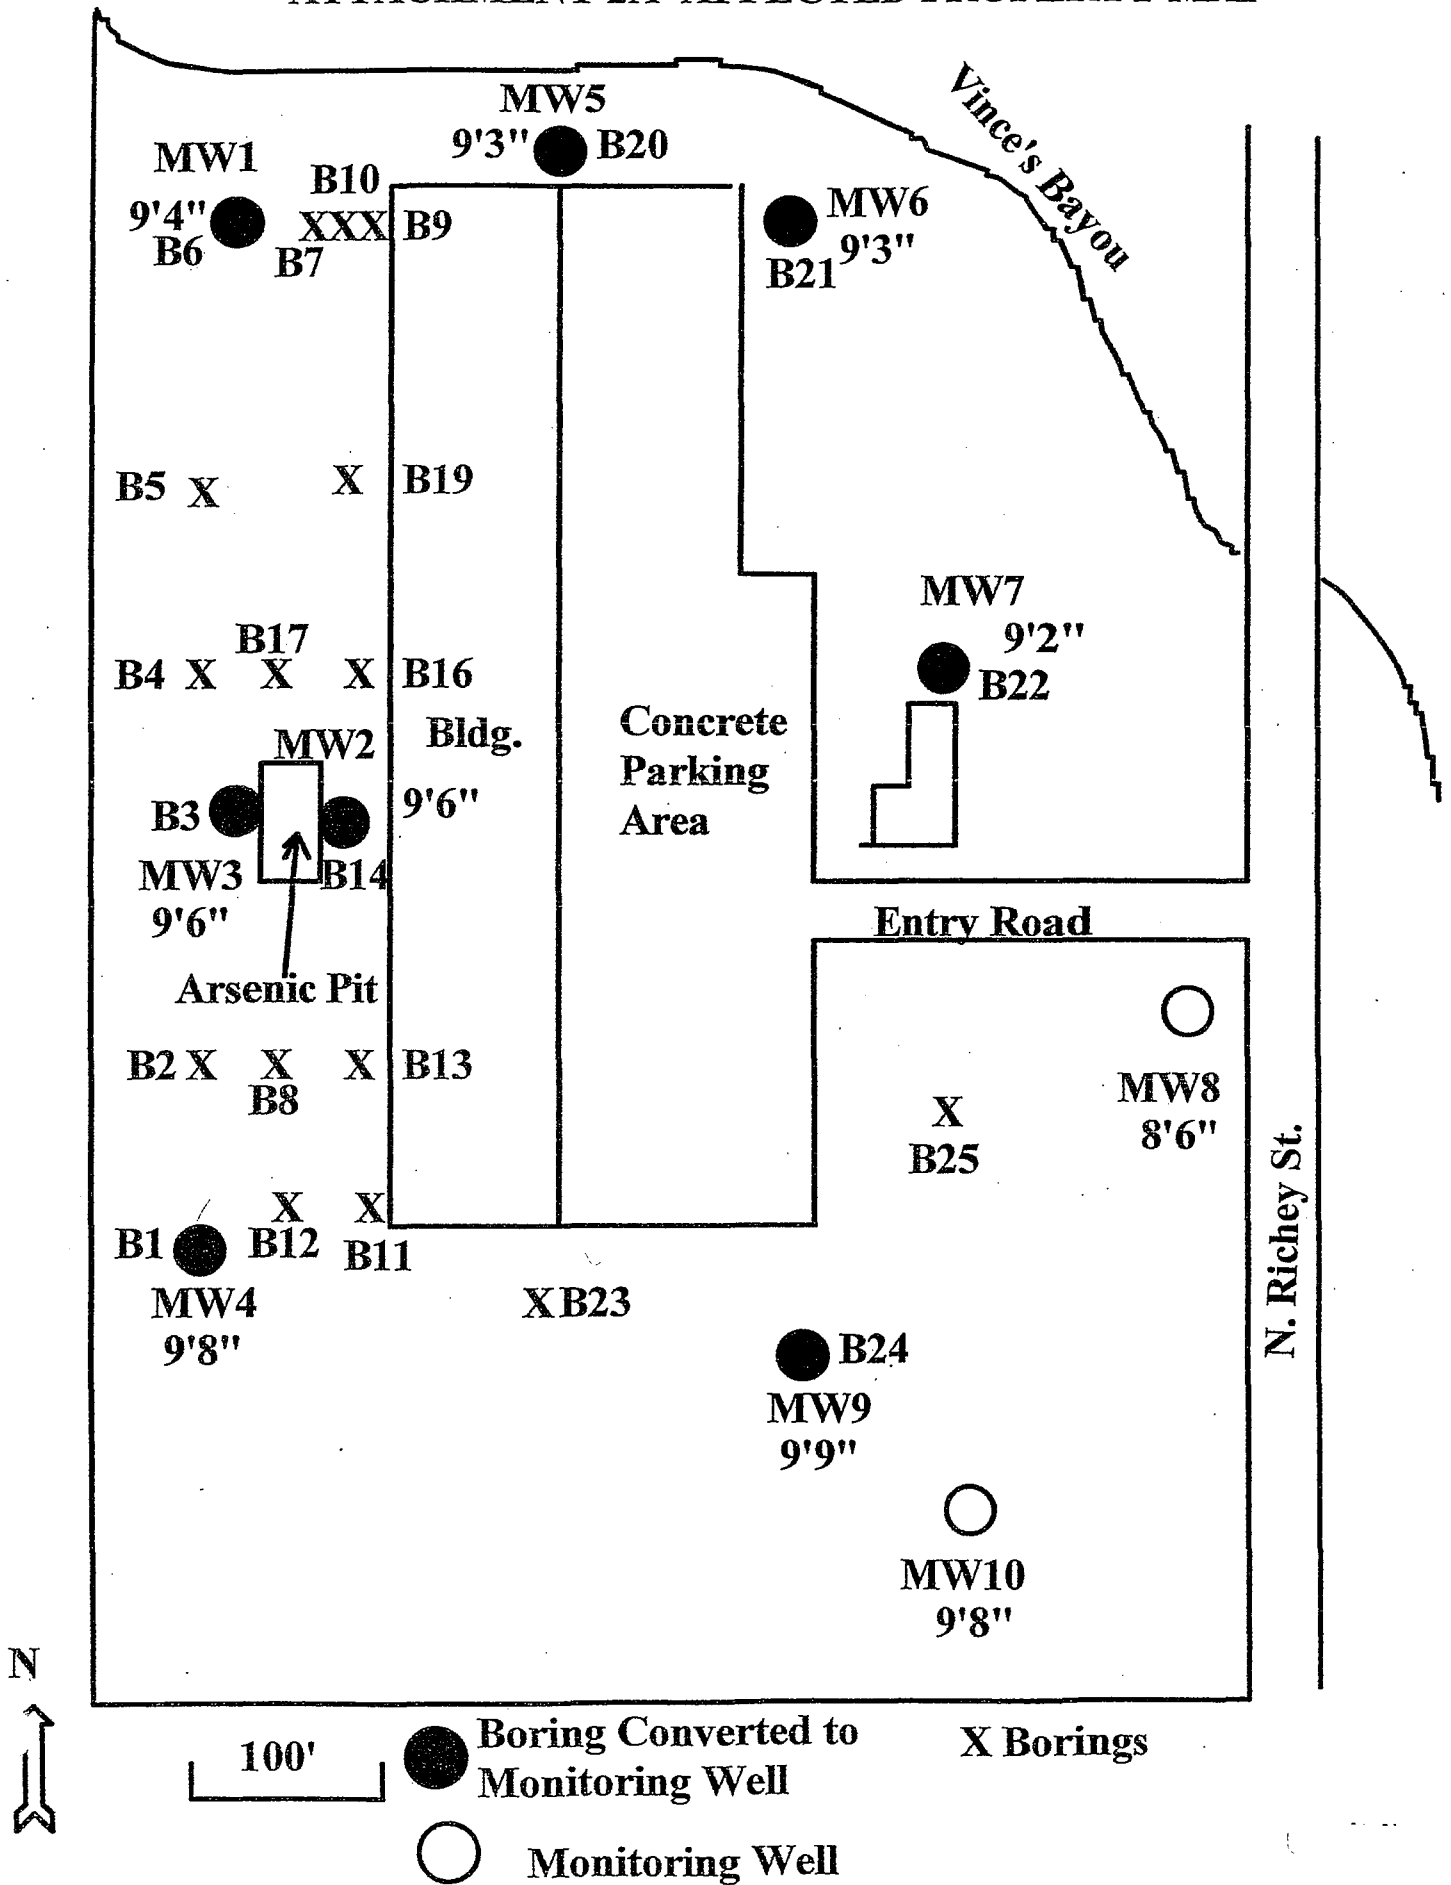 Vince's Bayou
MW5
9'3" B20
MW1
B10
9'4"
XXX B9
B6
B7
MW6
9'3"
B21
B5 X
X B19
MW7
9'2"
B22
B17
B4 X X X B16
MW2
Bldg.
Concrete
Parking
Area
9'6"
B3
MW3
B14
9'6"
Entry Road
Arsenic Pit
B2 X X X B13
B8
MW8
8'6"
X
B25
N. Richey St.
X X
B1 B12 B11
MW4
9'8"
X B23
B24
MW9
9'9"
MW10
9'8"
N
100'
Boring Converted to
Monitoring Well
X Borings
Monitoring Well